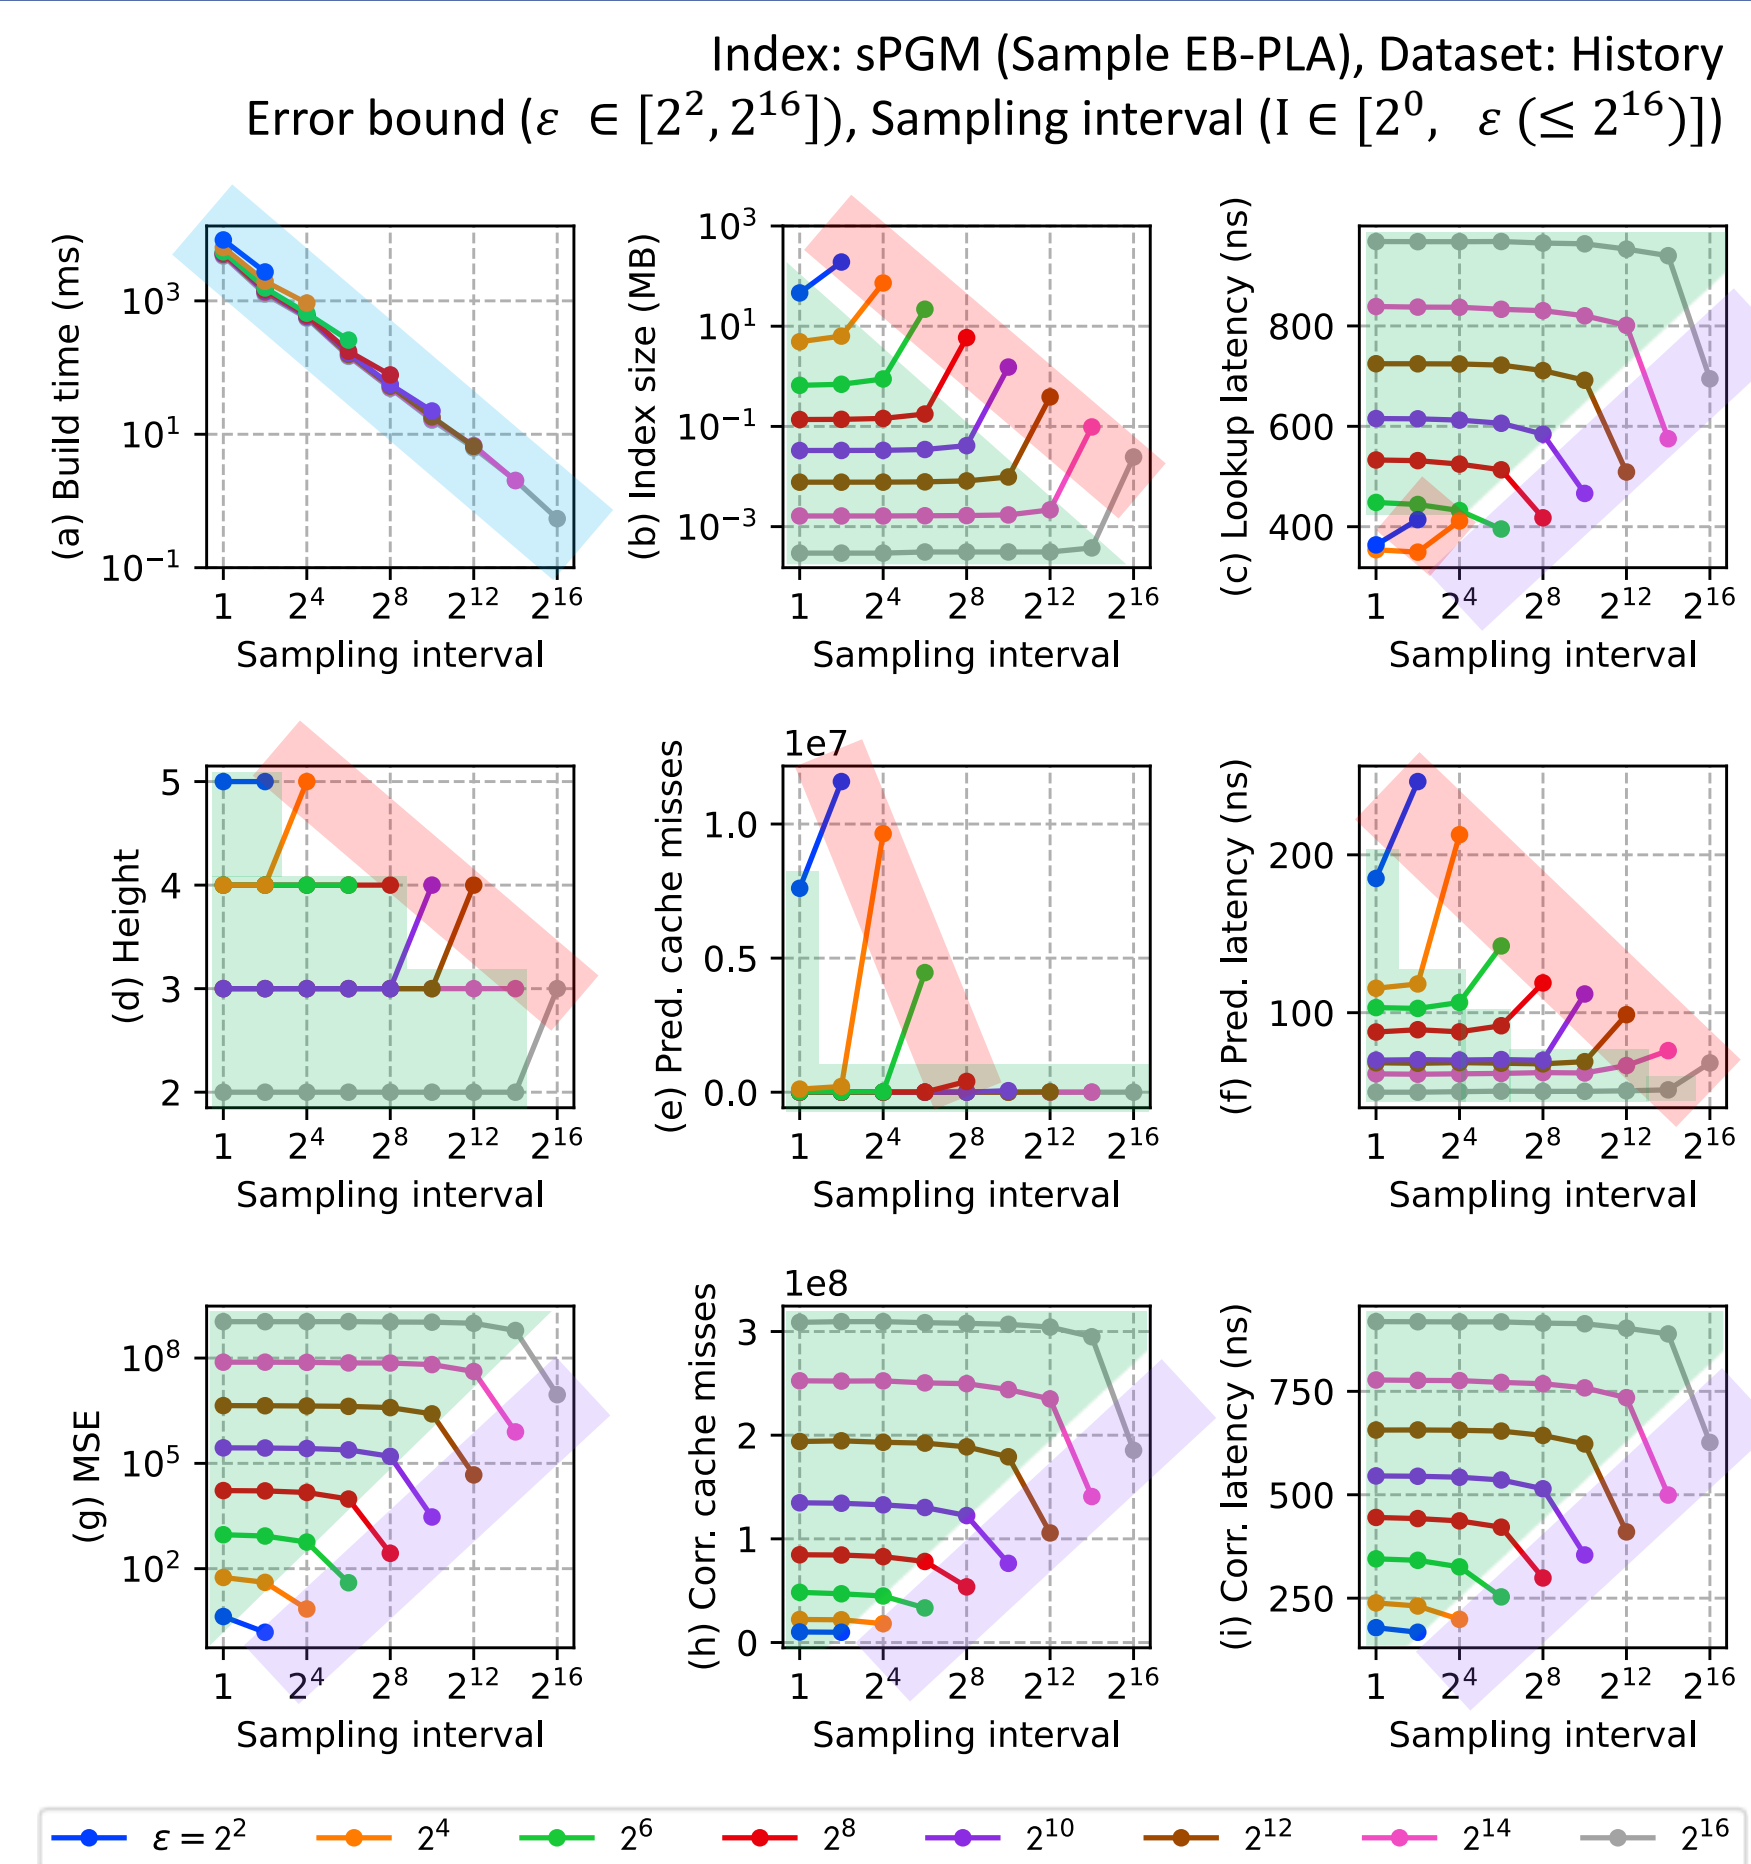 Index: sPGM (Sample EB-PLA), Dataset: History
Error bound (ε ∈ [2², 2¹⁶]), Sampling interval (I ∈ [2⁰, ε (≤ 2¹⁶)])
(a) Build time (ms)
10³
10¹
10⁻¹
1 2⁴ 2⁸ 2¹² 2¹⁶
Sampling interval
(b) Index size (MB)
10³
10¹
10⁻¹
10⁻³
1 2⁴ 2⁸ 2¹² 2¹⁶
Sampling interval
(c) Lookup latency (ns)
800
600
400
1 2⁴ 2⁸ 2¹² 2¹⁶
Sampling interval
(d) Height
5
4
3
2
1 2⁴ 2⁸ 2¹² 2¹⁶
Sampling interval
(e) Pred. cache misses
1e7
1.0
0.5
0.0
1 2⁴ 2⁸ 2¹² 2¹⁶
Sampling interval
(f) Pred. latency (ns)
200
100
1 2⁴ 2⁸ 2¹² 2¹⁶
Sampling interval
(g) MSE
10⁸
10⁵
10²
1 2⁴ 2⁸ 2¹² 2¹⁶
Sampling interval
(h) Corr. cache misses
1e8
3
2
1
0
1 2⁴ 2⁸ 2¹² 2¹⁶
Sampling interval
(i) Corr. latency (ns)
750
500
250
1 2⁴ 2⁸ 2¹² 2¹⁶
Sampling interval
ε = 2² 2⁴ 2⁶ 2⁸ 2¹⁰ 2¹² 2¹⁴ 2¹⁶